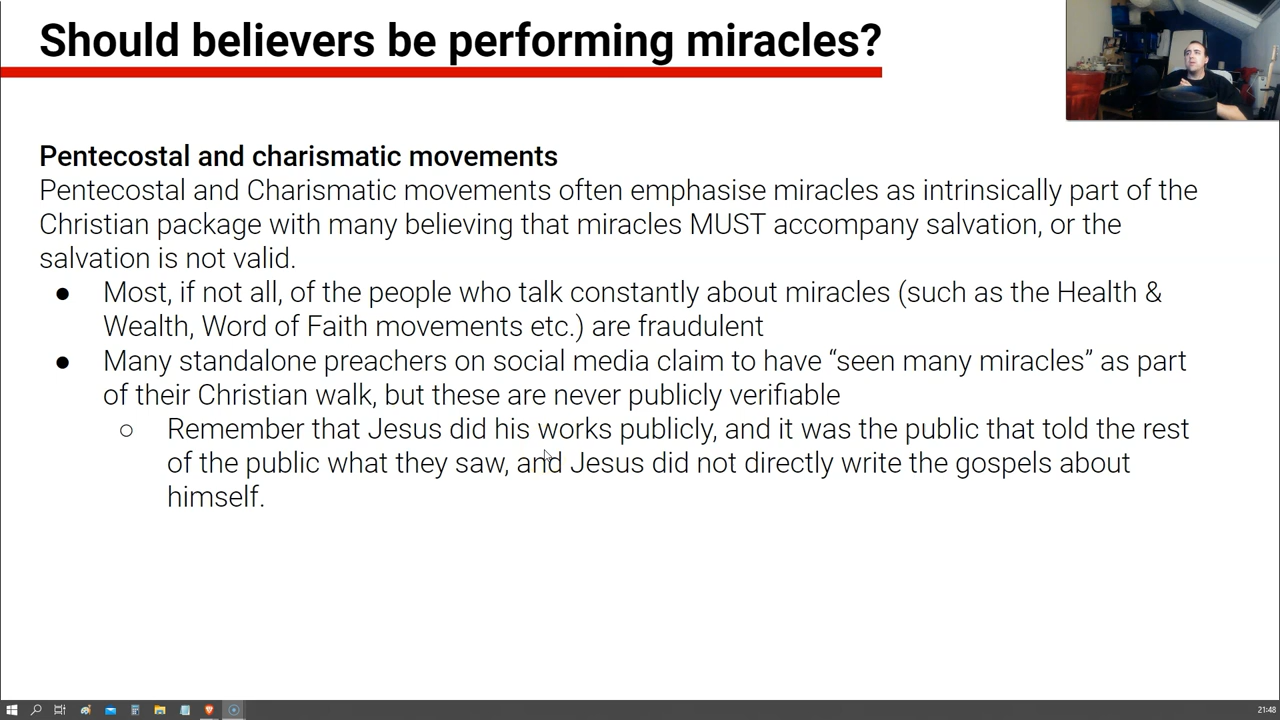 Should believers be performing miracles?
Pentecostal and charismatic movements
Pentecostal and Charismatic movements often emphasise miracles as intrinsically part of the
Christian package with many believing that miracles MUST accompany salvation, or the
salvation is not valid.
● Most, if not all, of the people who talk constantly about miracles (such as the Health &
Wealth, Word of Faith movements etc.) are fraudulent
● Many standalone preachers on social media claim to have “seen many miracles” as part
of their Christian walk, but these are never publicly verifiable
○ Remember that Jesus did his works publicly, and it was the public that told the rest
of the public what they saw, and Jesus did not directly write the gospels about
himself.
21:48